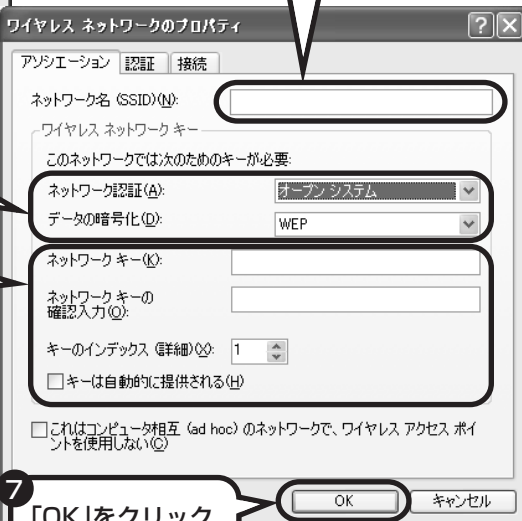 ワイヤレス ネットワークのプロパティ
アソシエーション 認証 接続
ネットワーク名 (SSID)(N):
ワイヤレス ネットワーク キー
このネットワークでは次のためのキーが必要:
ネットワーク認証(A): オープン システム
データの暗号化(D): WEP
ネットワーク キー(K):
ネットワーク キーの
確認入力(O):
キーのインデックス (詳細)(X): 1
キーは自動的に提供される(H)
これはコンピュータ相互 (ad hoc) のネットワークで、ワイヤレス アクセス ポイ
ントを使用しない(C)
OK キャンセル
7
「OK」をクリック